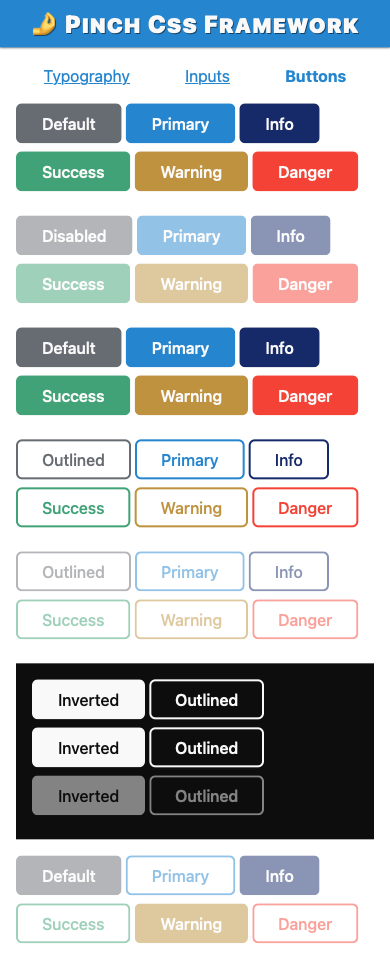 🤌 Pinch Css Framework
Typography Inputs Buttons
Default Primary Info
Success Warning Danger
Disabled Primary Info
Success Warning Danger
Default Primary Info
Success Warning Danger
Outlined Primary Info
Success Warning Danger
Outlined Primary Info
Success Warning Danger
Inverted Outlined
Inverted Outlined
Inverted Outlined
Default Primary Info
Success Warning Danger